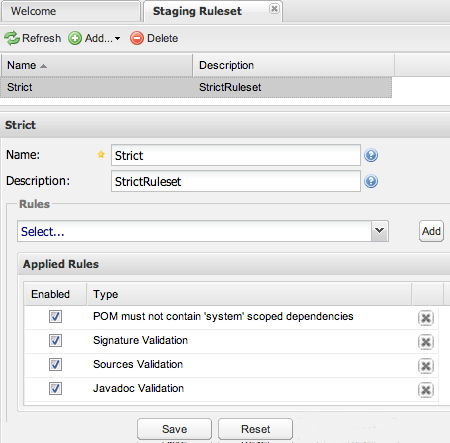 Welcome
Staging Ruleset
Refresh Add... Delete
Name Description
Strict StrictRuleset
Strict
Name: Strict
Description: StrictRuleset
Rules
Select... Add
Applied Rules
Enabled Type
POM must not contain 'system' scoped dependencies
Signature Validation
Sources Validation
Javadoc Validation
Save Reset